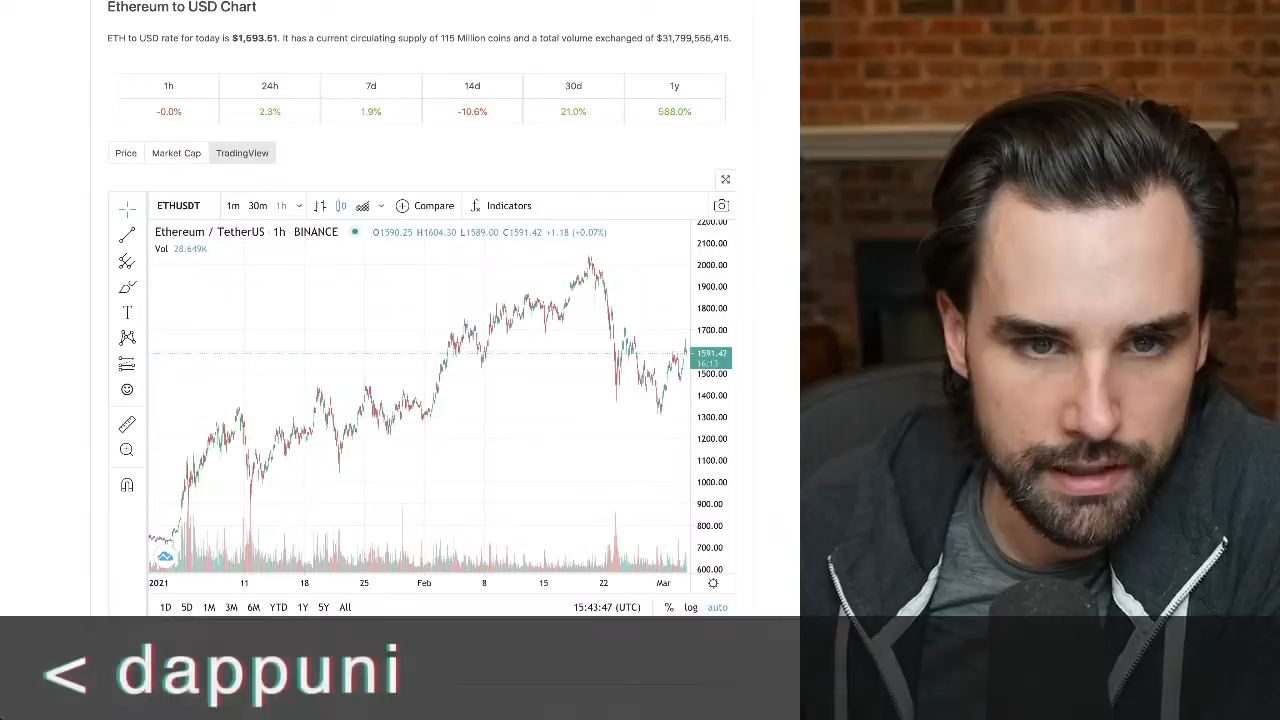 Ethereum to USD Chart
ETH to USD rate for today is $1,593.61. It has a current circulating supply of 115 Million coins and a total volume exchanged of $31,799,556,415.
1h 24h 7d 14d 30d 1y
-0.0% 2.3% 1.9% -10.6% 21.0% 588.0%
Price Market Cap TradingView
ETHUSDT 1m 30m 1h Compare Indicators
Ethereum / TetherUS 1h BINANCE O1590.25 H1604.30 L1589.00 C1591.42 +1.18 (+0.07%)
Vol 28.649K
2200.00
2100.00
2000.00
1900.00
1800.00
1700.00
1591.42
16:13
1500.00
1400.00
1300.00
1200.00
1100.00
1000.00
900.00
800.00
700.00
600.00
2021 11 18 25 Feb 8 15 22 Mar
1D 5D 1M 3M 6M YTD 1Y 5Y All 15:43:47 (UTC) % log auto
< dappuni